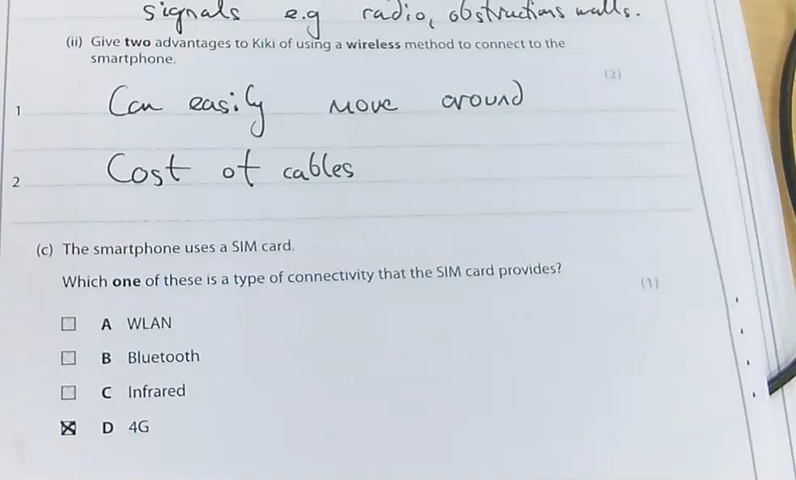 signals e.g radio, obstructions walls.
(ii) Give two advantages to Kiki of using a wireless method to connect to the
smartphone.
(2)
1 Can easily move around
2 Cost of cables
(c) The smartphone uses a SIM card.
Which one of these is a type of connectivity that the SIM card provides?
(1)
A WLAN
B Bluetooth
C Infrared
D 4G